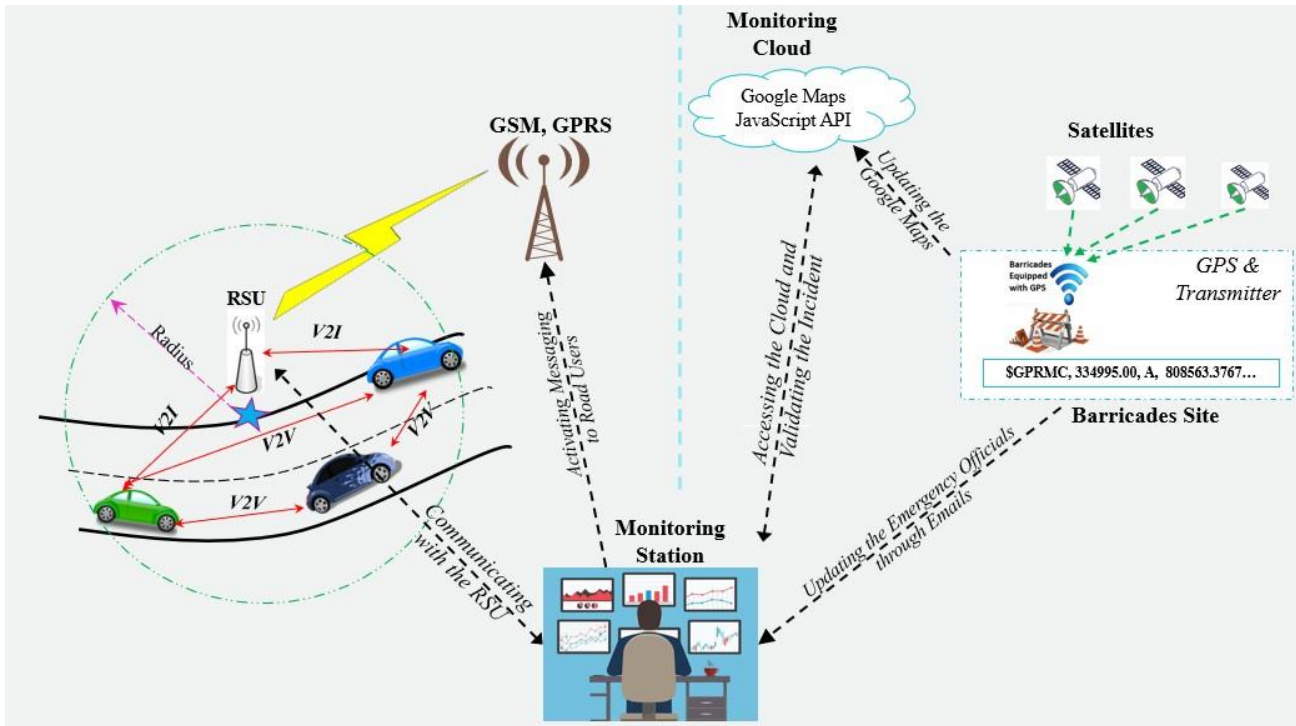 Monitoring
Cloud
Google Maps
JavaScript API
GSM, GPRS
Satellites
Updating the
Google Maps
Barricades
Equipped
with GPS
GPS &
Transmitter
$GPRMC, 334995.00, A, 808563.3767…
Barricades Site
RSU
Radius
V2I
V2I
V2V
V2V
V2V
Activating Messaging
to Road Users
Accessing the Cloud and
Validating the Incident
Communicating
with the RSU
Updating the Emergency Officials
through Emails
Monitoring
Station